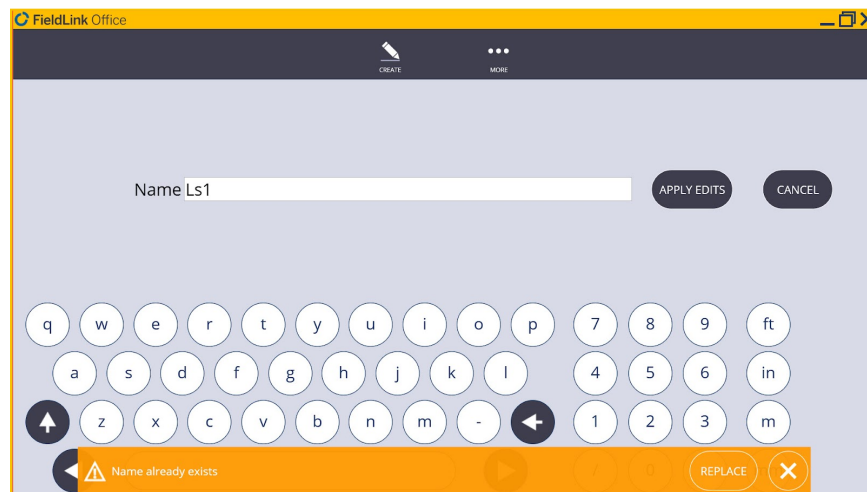 FieldLink Office
CREATE MORE
Name Ls1 APPLY EDITS CANCEL
q w e r t y u i o p 7 8 9 ft
a s d f g h j k l 4 5 6 in
z x c v b n m - 1 2 3 m
Name already exists REPLACE